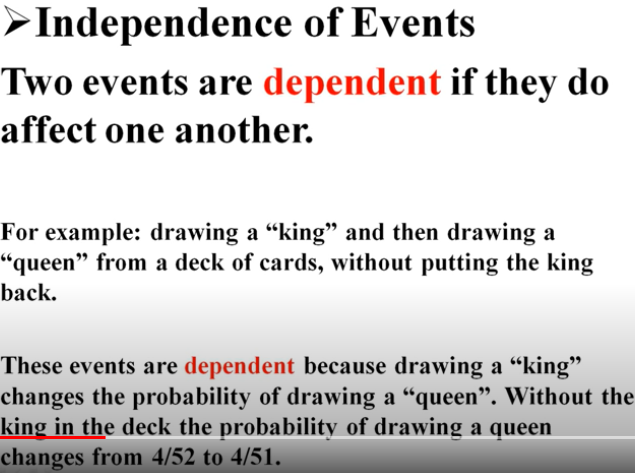 ➢Independence of Events
Two events are dependent if they do
affect one another.
For example: drawing a “king” and then drawing a
“queen” from a deck of cards, without putting the king
back.
These events are dependent because drawing a “king”
changes the probability of drawing a “queen”. Without the
king in the deck the probability of drawing a queen
changes from 4/52 to 4/51.